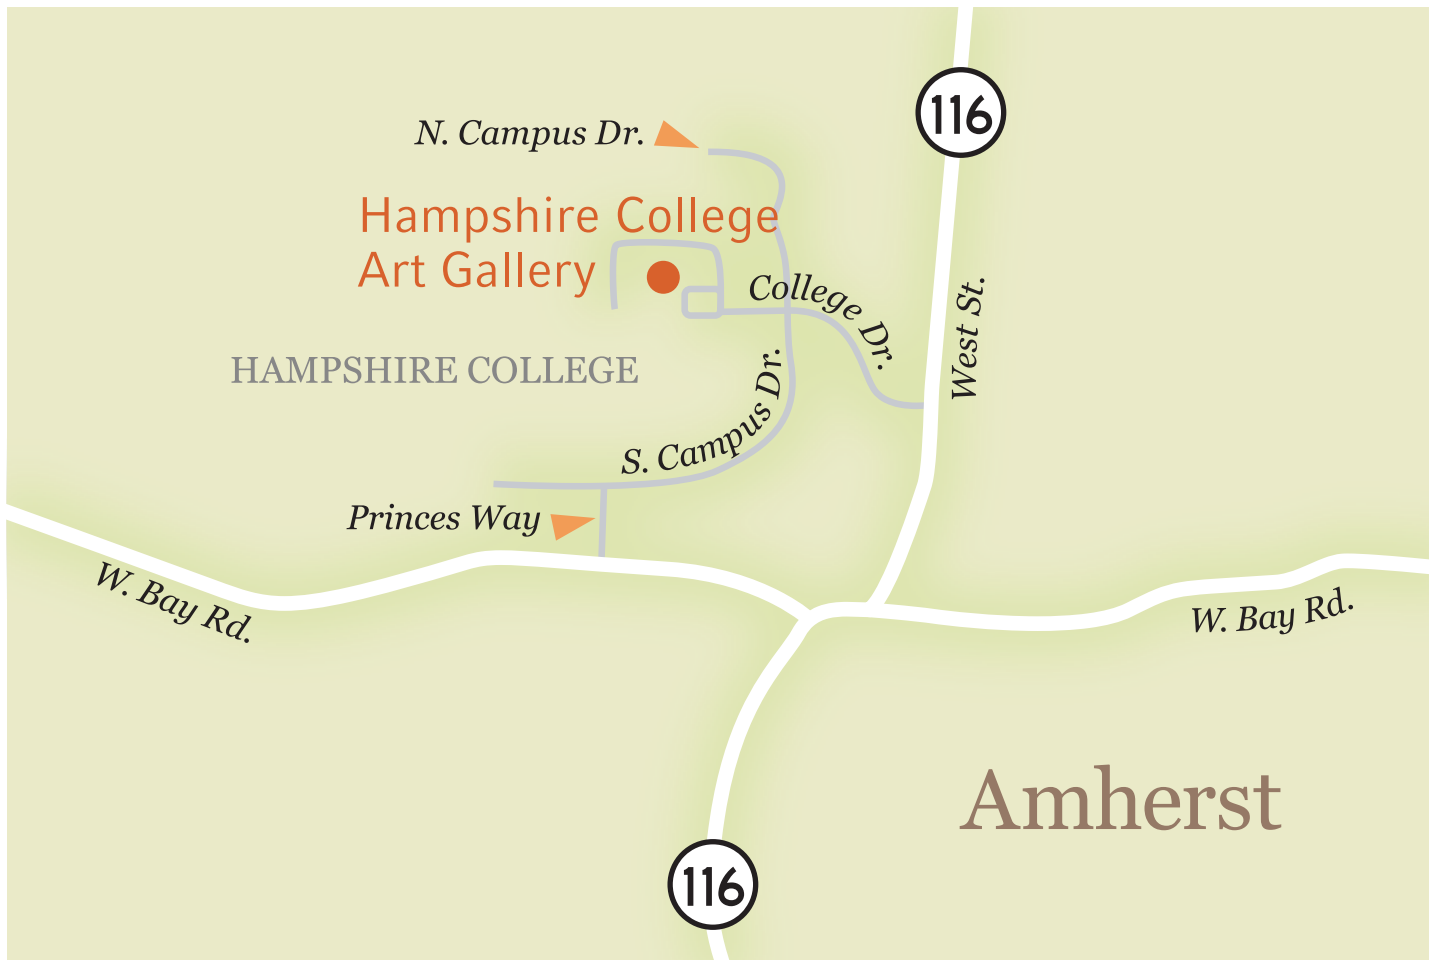 116
N. Campus Dr.
Hampshire College
Art Gallery
College Dr.
West St.
HAMPSHIRE COLLEGE
S. Campus Dr.
Princes Way
W. Bay Rd.
W. Bay Rd.
Amherst
116